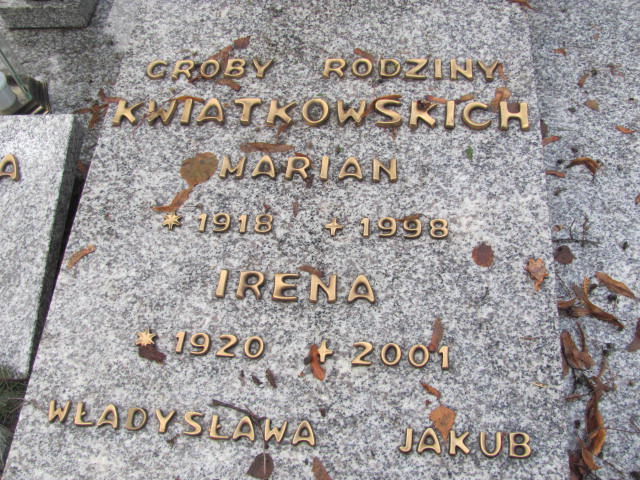 GROBY RODZINY
KWIATKOWSKICH
MARIAN
* 1918 + 1998
IRENA
* 1920 + 2001
WŁADYSŁAWA JAKUB